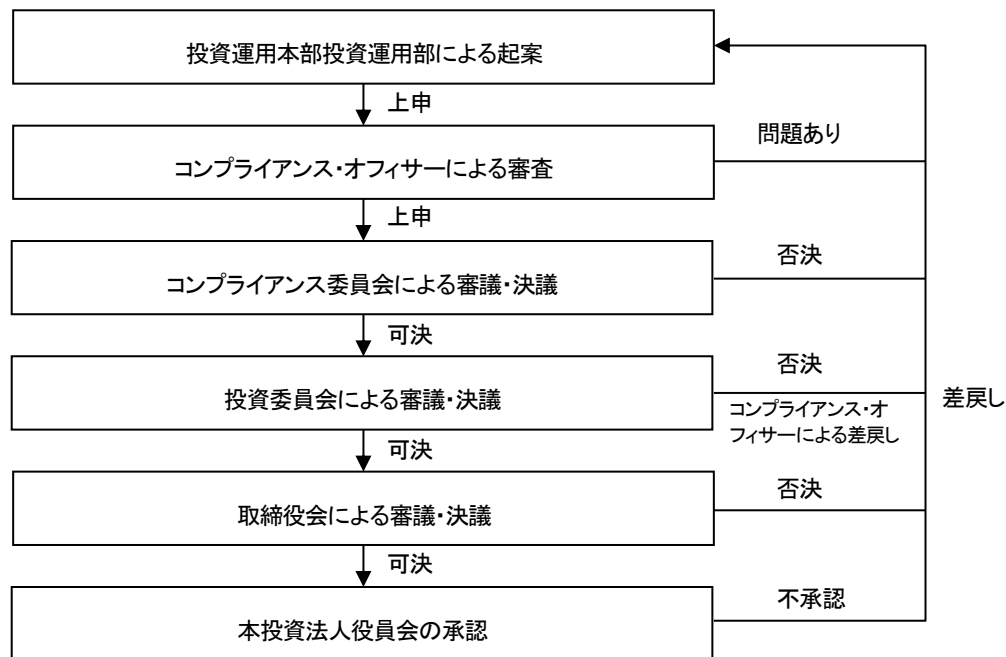 投資運用本部投資運用部による起案
上申
問題あり
コンプライアンス・オフィサーによる審査
上申
否決
コンプライアンス委員会による審議・決議
可決
否決
投資委員会による審議・決議
コンプライアンス・オ
フィサーによる差戻し
差戻し
可決
否決
取締役会による審議・決議
可決
不承認
本投資法人役員会の承認